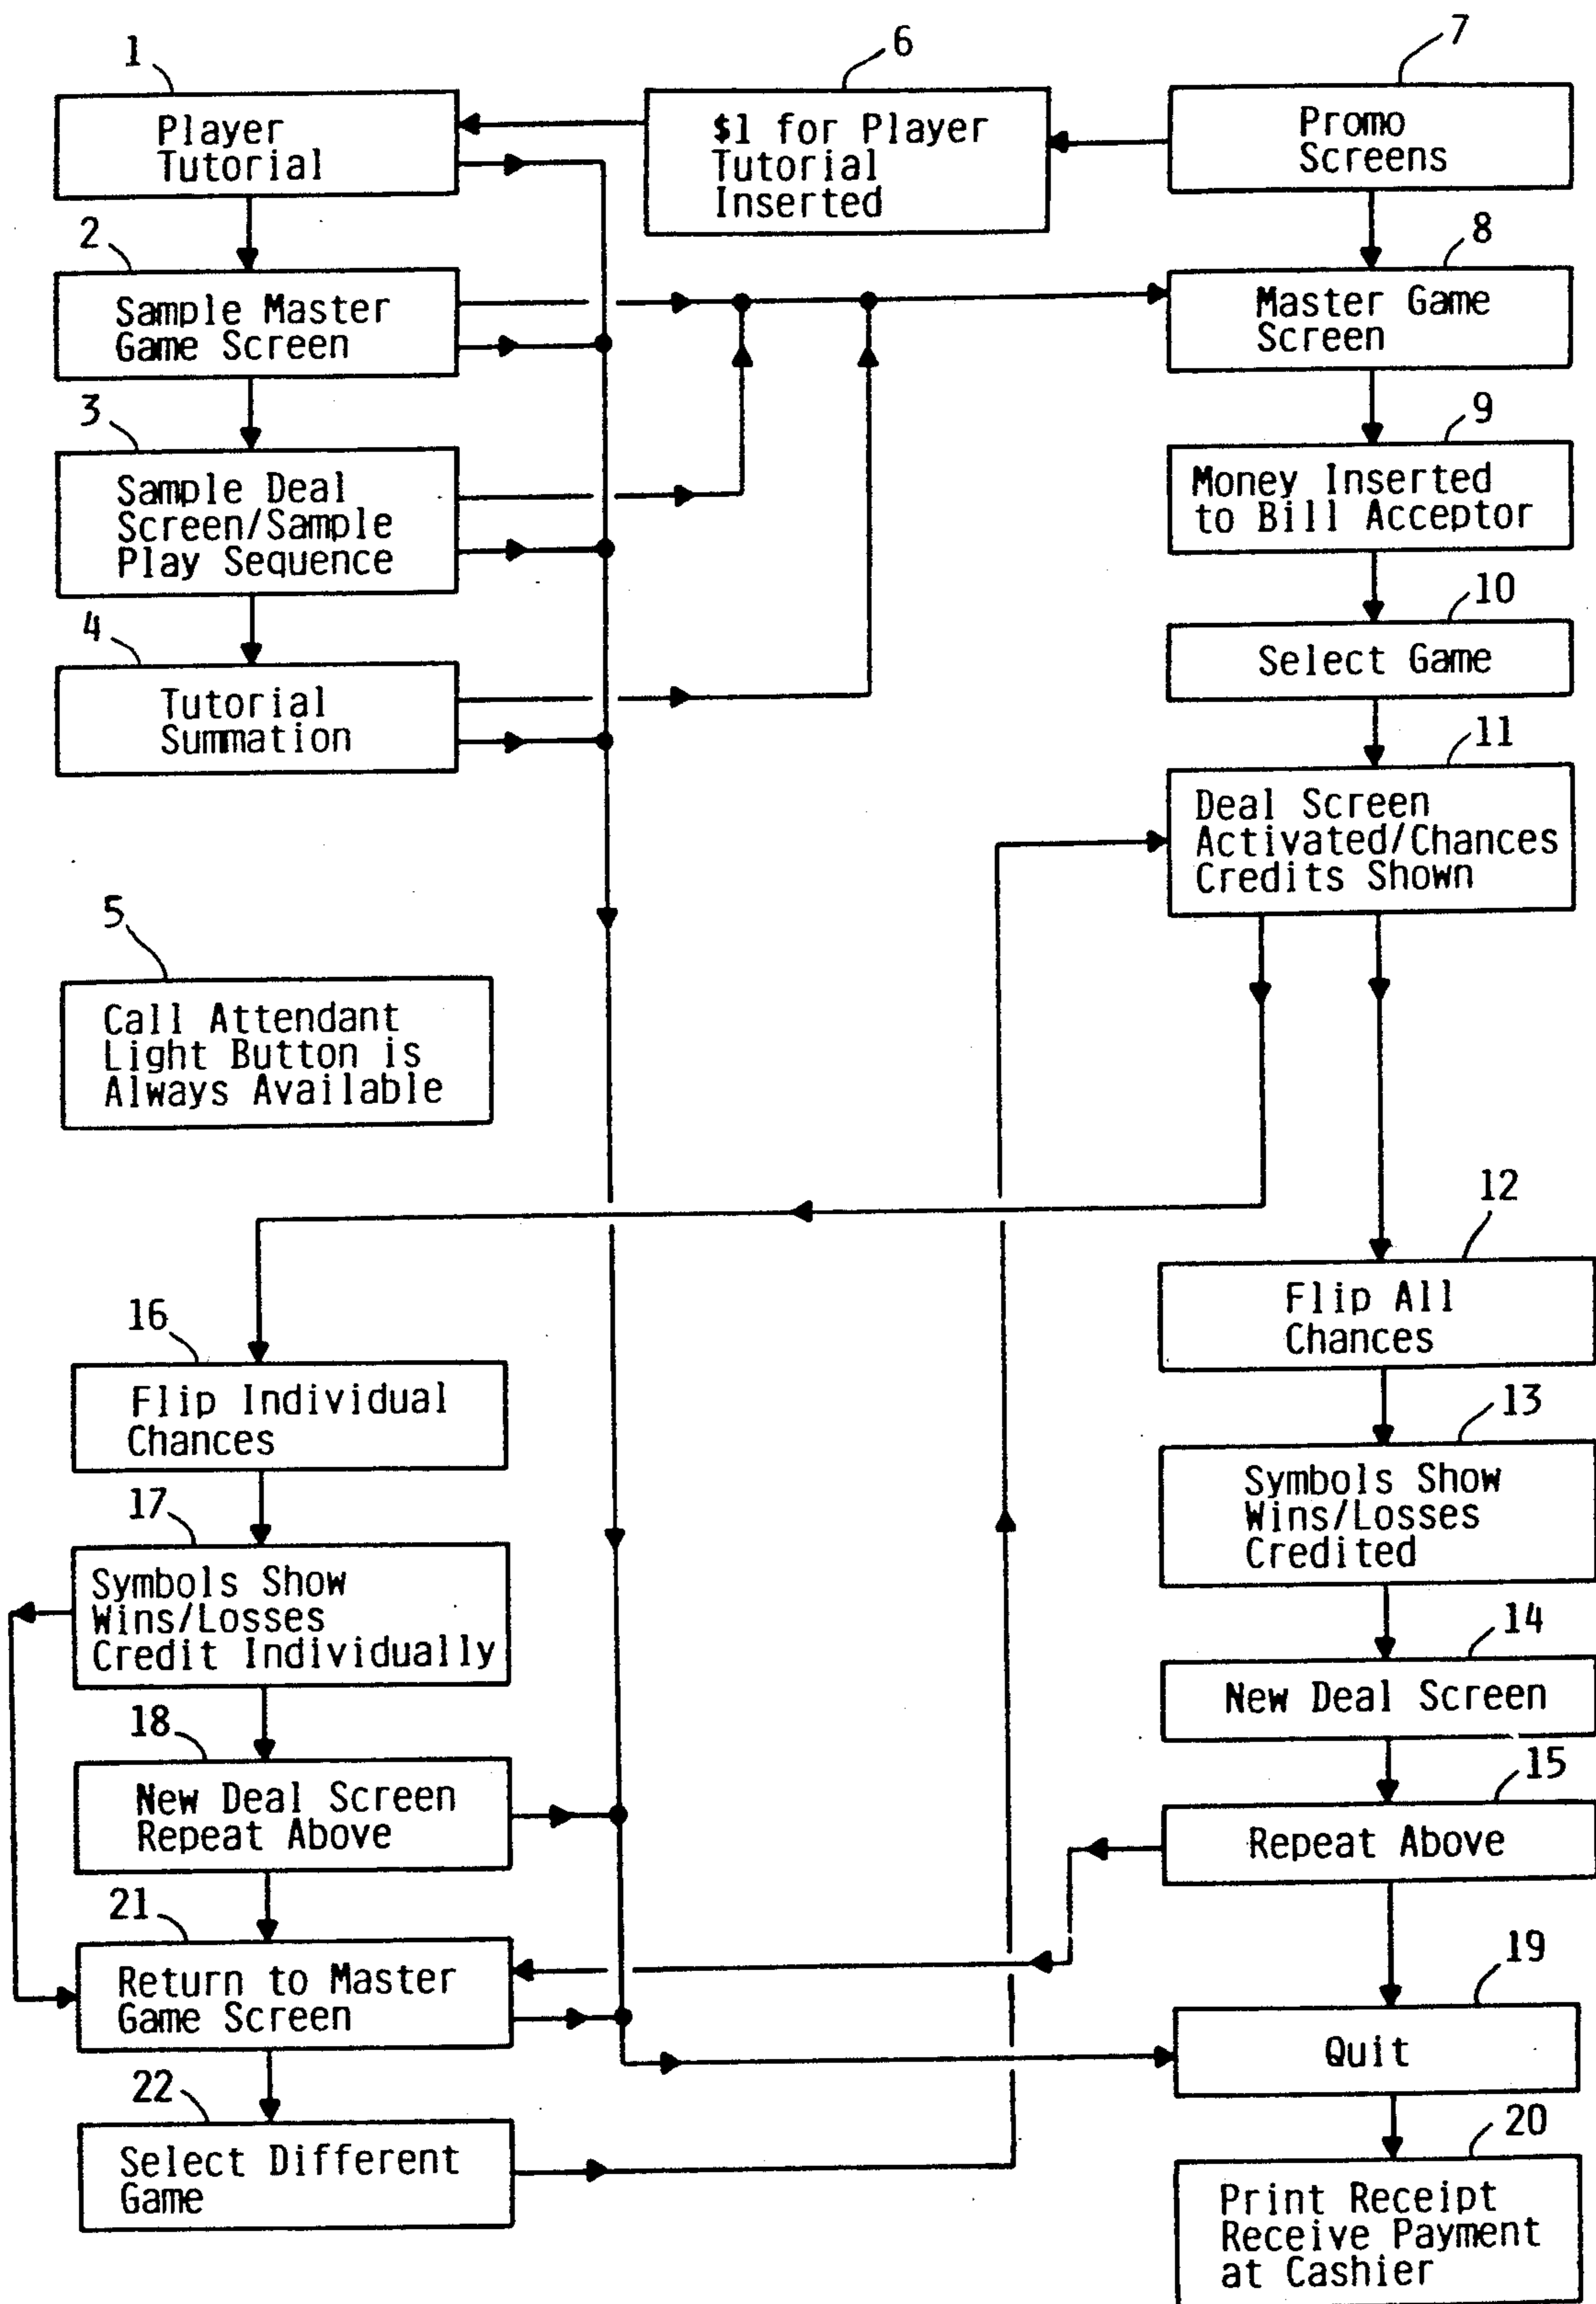 1
Player
Tutorial
6
$1 for Player
Tutorial
Inserted
7
Promo
Screens
2
Sample Master
Game Screen
8
Master Game
Screen
3
Sample Deal
Screen/Sample
Play Sequence
9
Money Inserted
to Bill Acceptor
10
Select Game
4
Tutorial
Summation
11
Deal Screen
Activated/Chances
Credits Shown
5
Call Attendant
Light Button is
Always Available
12
Flip All
Chances
16
Flip Individual
Chances
13
Symbols Show
Wins/Losses
Credited
17
Symbols Show
Wins/Losses
Credit Individually
14
New Deal Screen
18
New Deal Screen
Repeat Above
15
Repeat Above
21
Return to Master
Game Screen
19
Quit
22
Select Different
Game
20
Print Receipt
Receive Payment
at Cashier